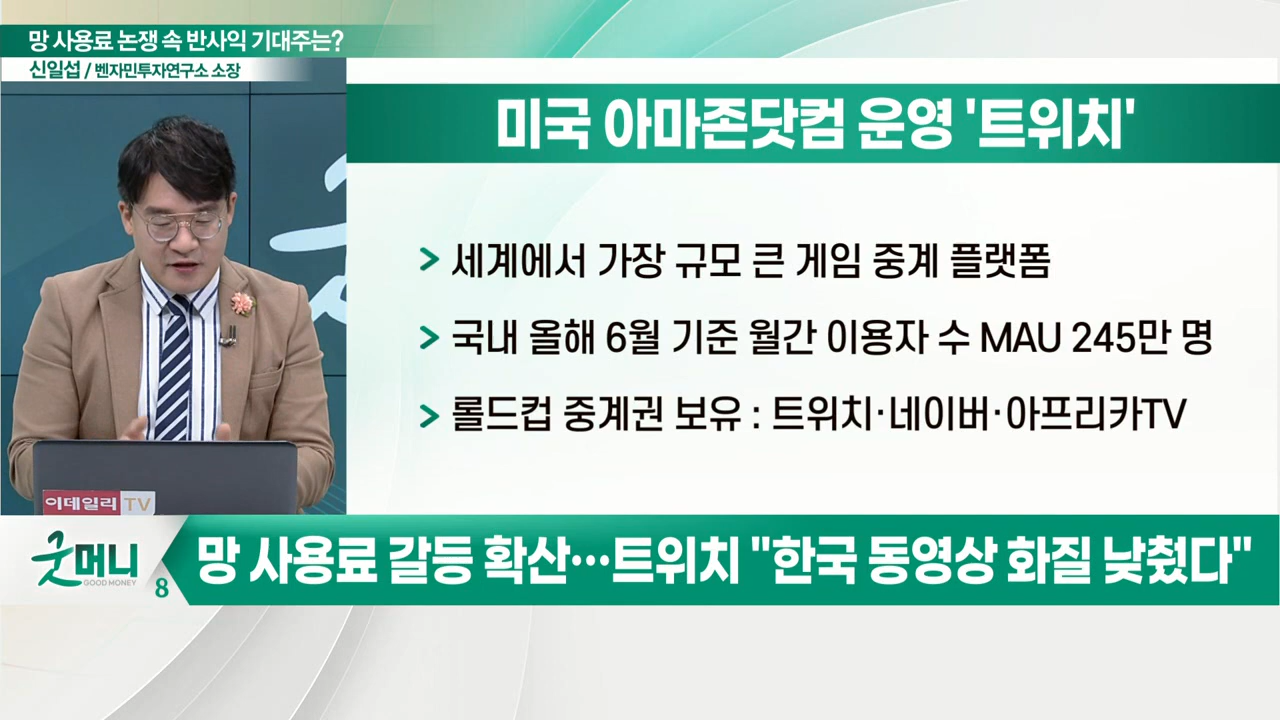 망 사용료 논쟁 속 반사익 기대주는?
신일섭 / 벤자민투자연구소 소장
미국 아마존닷컴 운영 '트위치'
> 세계에서 가장 규모 큰 게임 중계 플랫폼
> 국내 올해 6월 기준 월간 이용자 수 MAU 245만 명
> 롤드컵 중계권 보유 : 트위치·네이버·아프리카TV
이데일리 TV
굿머니
GOOD MONEY
8
망 사용료 갈등 확산…트위치 "한국 동영상 화질 낮췄다"